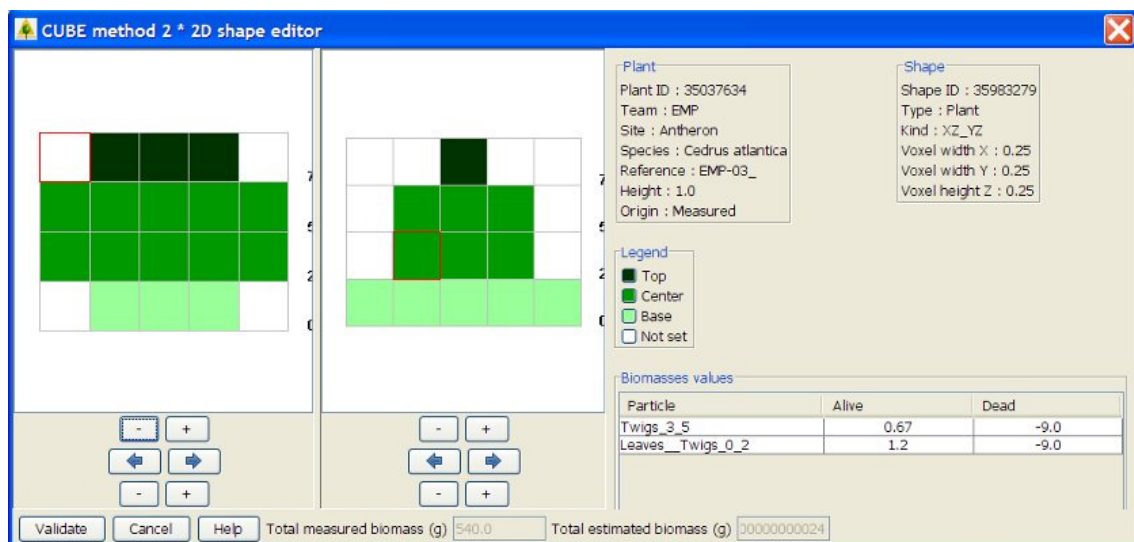 CUBE method 2 * 2D shape editor
7
5
2
0
7
5
2
0
- +
- +
- +
- +
Plant
Plant ID : 35037634
Team : EMP
Site : Antheron
Species : Cedrus atlantica
Reference : EMP-03_
Height : 1.0
Origin : Measured
Shape
Shape ID : 35983279
Type : Plant
Kind : XZ_YZ
Voxel width X : 0.25
Voxel width Y : 0.25
Voxel height Z : 0.25
Legend
Top
Center
Base
Not set
Biomasses values
Particle Alive Dead
Twigs_3_5 0.67 -9.0
Leaves__Twigs_0_2 1.2 -9.0
Validate Cancel Help Total measured biomass (g) 540.0 Total estimated biomass (g)